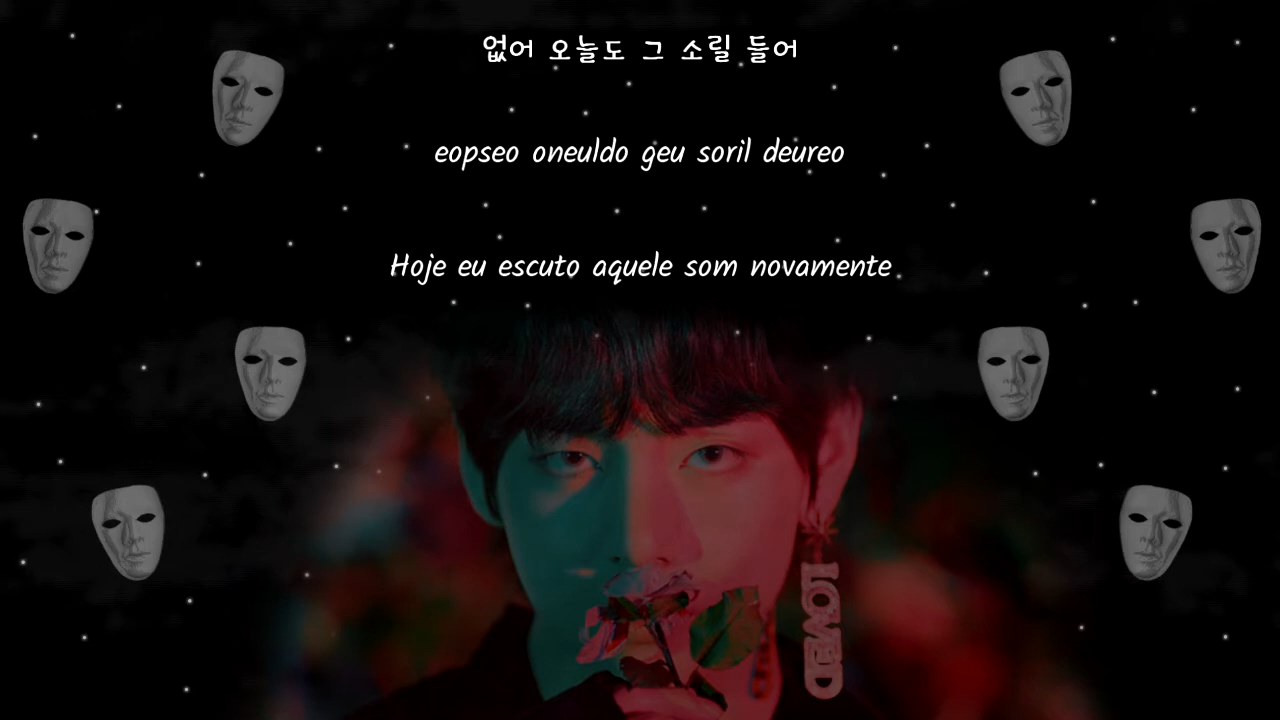 없어 오늘도 그 소릴 들어
eopseo oneuldo geu soril deureo
Hoje eu escuto aquele som novamente
LOVED